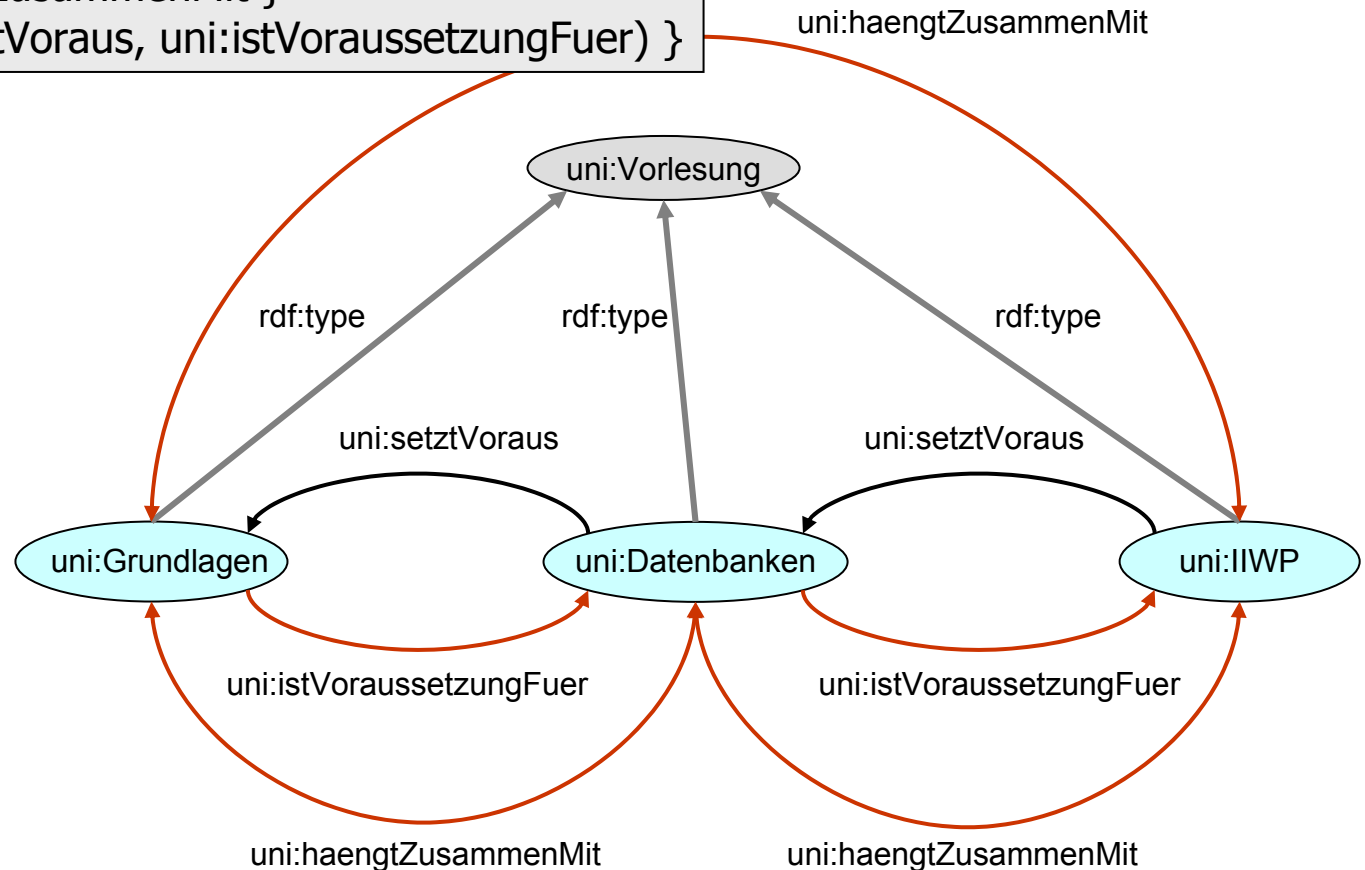 tVoraus, uni:istVoraussetzungFuer) }
uni:haengtZusammenMit
uni:Vorlesung
rdf:type
rdf:type
rdf:type
uni:setztVoraus
uni:setztVoraus
uni:Grundlagen
uni:Datenbanken
uni:IIWP
uni:istVoraussetzungFuer
uni:istVoraussetzungFuer
uni:haengtZusammenMit
uni:haengtZusammenMit